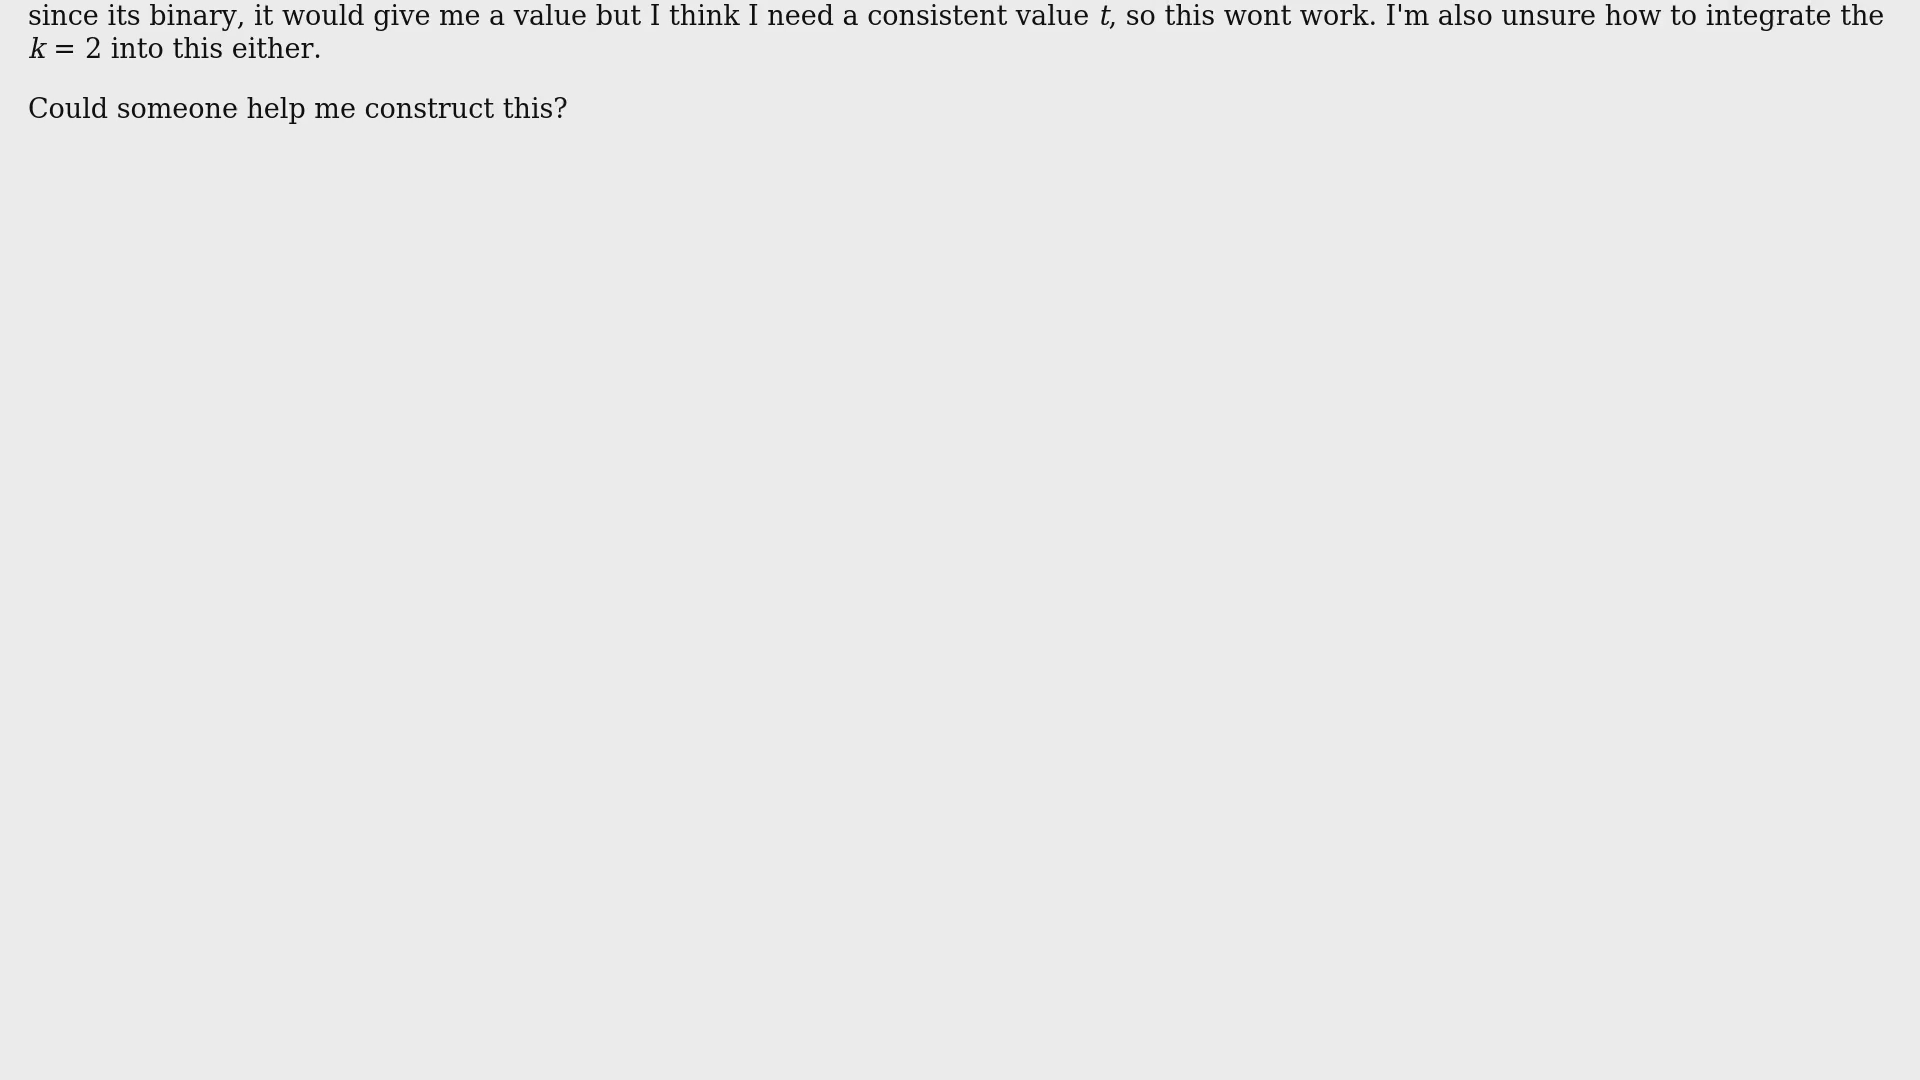 since its binary, it would give me a value but I think I need a consistent value t, so this wont work. I'm also unsure how to integrate the
k = 2 into this either.
Could someone help me construct this?